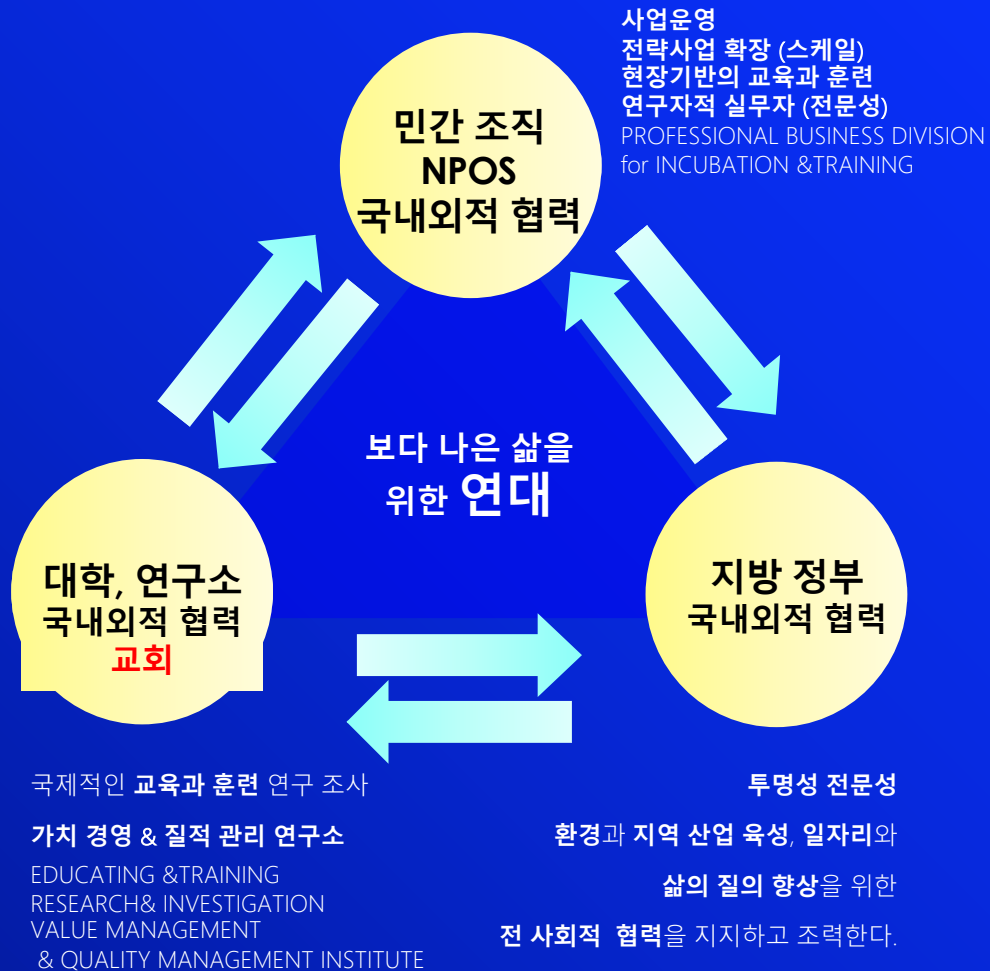 사업운영
전략사업 확장 (스케일)
현장기반의 교육과 훈련
연구자적 실무자 (전문성)
PROFESSIONAL BUSINESS DIVISION
for INCUBATION &TRAINING
민간 조직
NPOS
국내외적 협력
보다 나은 삶을
위한 연대
대학, 연구소
국내외적 협력
교회
지방 정부
국내외적 협력
국제적인 교육과 훈련 연구 조사
가치 경영 & 질적 관리 연구소
EDUCATING &TRAINING
RESEARCH& INVESTIGATION
VALUE MANAGEMENT
& QUALITY MANAGEMENT INSTITUTE
투명성 전문성
환경과 지역 산업 육성, 일자리와
삶의 질의 향상을 위한
전 사회적 협력을 지지하고 조력한다.